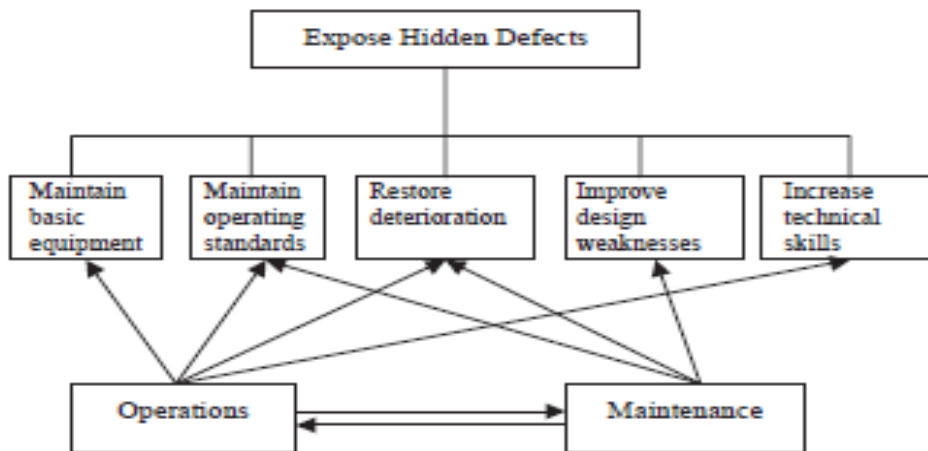 Expose Hidden Defects
Maintain
basic
equipment
Maintain
operating
standards
Restore
deterioration
Improve
design
weaknesses
Increase
technical
skills
Operations
Maintenance